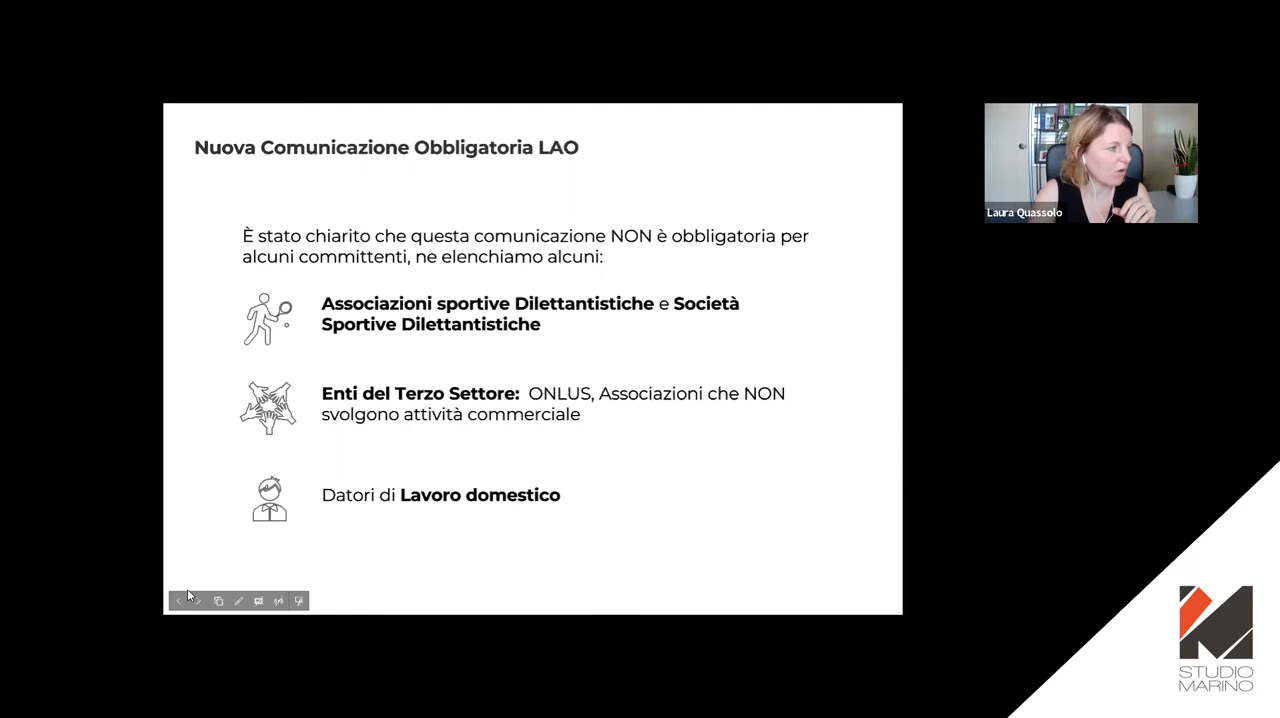 Nuova Comunicazione Obbligatoria LAO
È stato chiarito che questa comunicazione NON è obbligatoria per
alcuni committenti, ne elenchiamo alcuni:
Associazioni sportive Dilettantistiche e Società
Sportive Dilettantistiche
Enti del Terzo Settore: ONLUS, Associazioni che NON
svolgono attività commerciale
Datori di Lavoro domestico
Laura Quassolo
STUDIO
MARINO